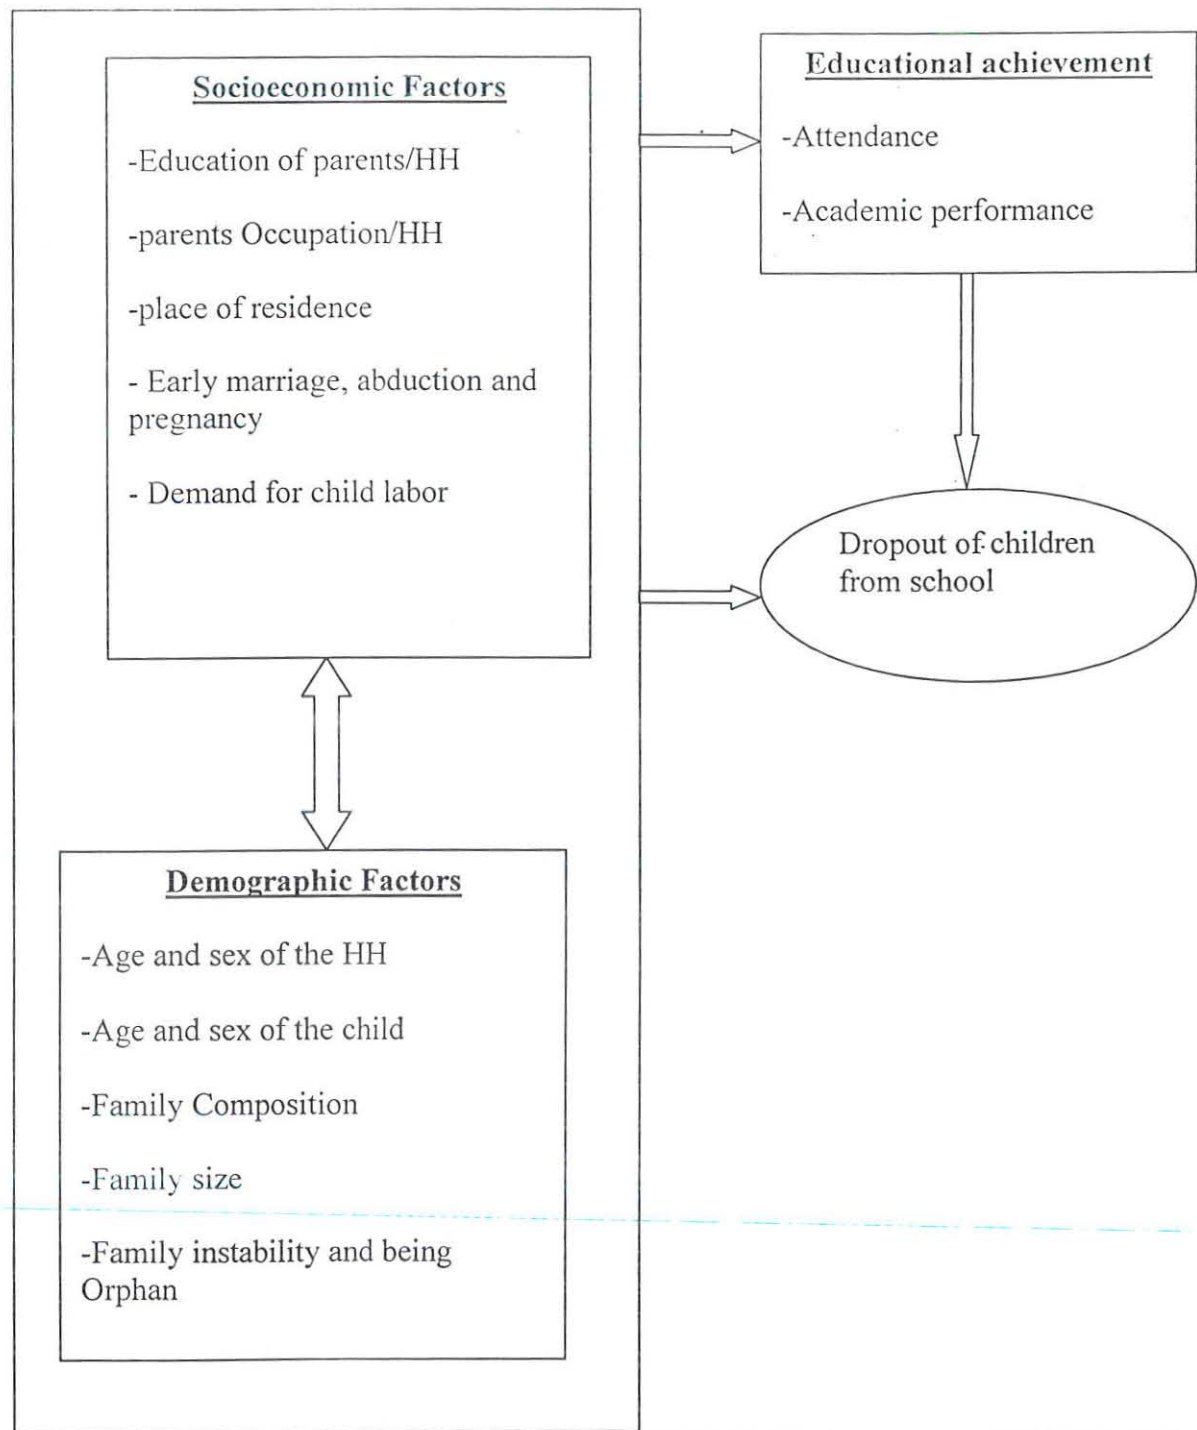 Socioeconomic Factors
-Education of parents/HH
-parents Occupation/HH
-place of residence
- Early marriage, abduction and
pregnancy
- Demand for child labor
Demographic Factors
-Age and sex of the HH
-Age and sex of the child
-Family Composition
-Family size
-Family instability and being
Orphan
Educational achievement
-Attendance
-Academic performance
Dropout of children
from school